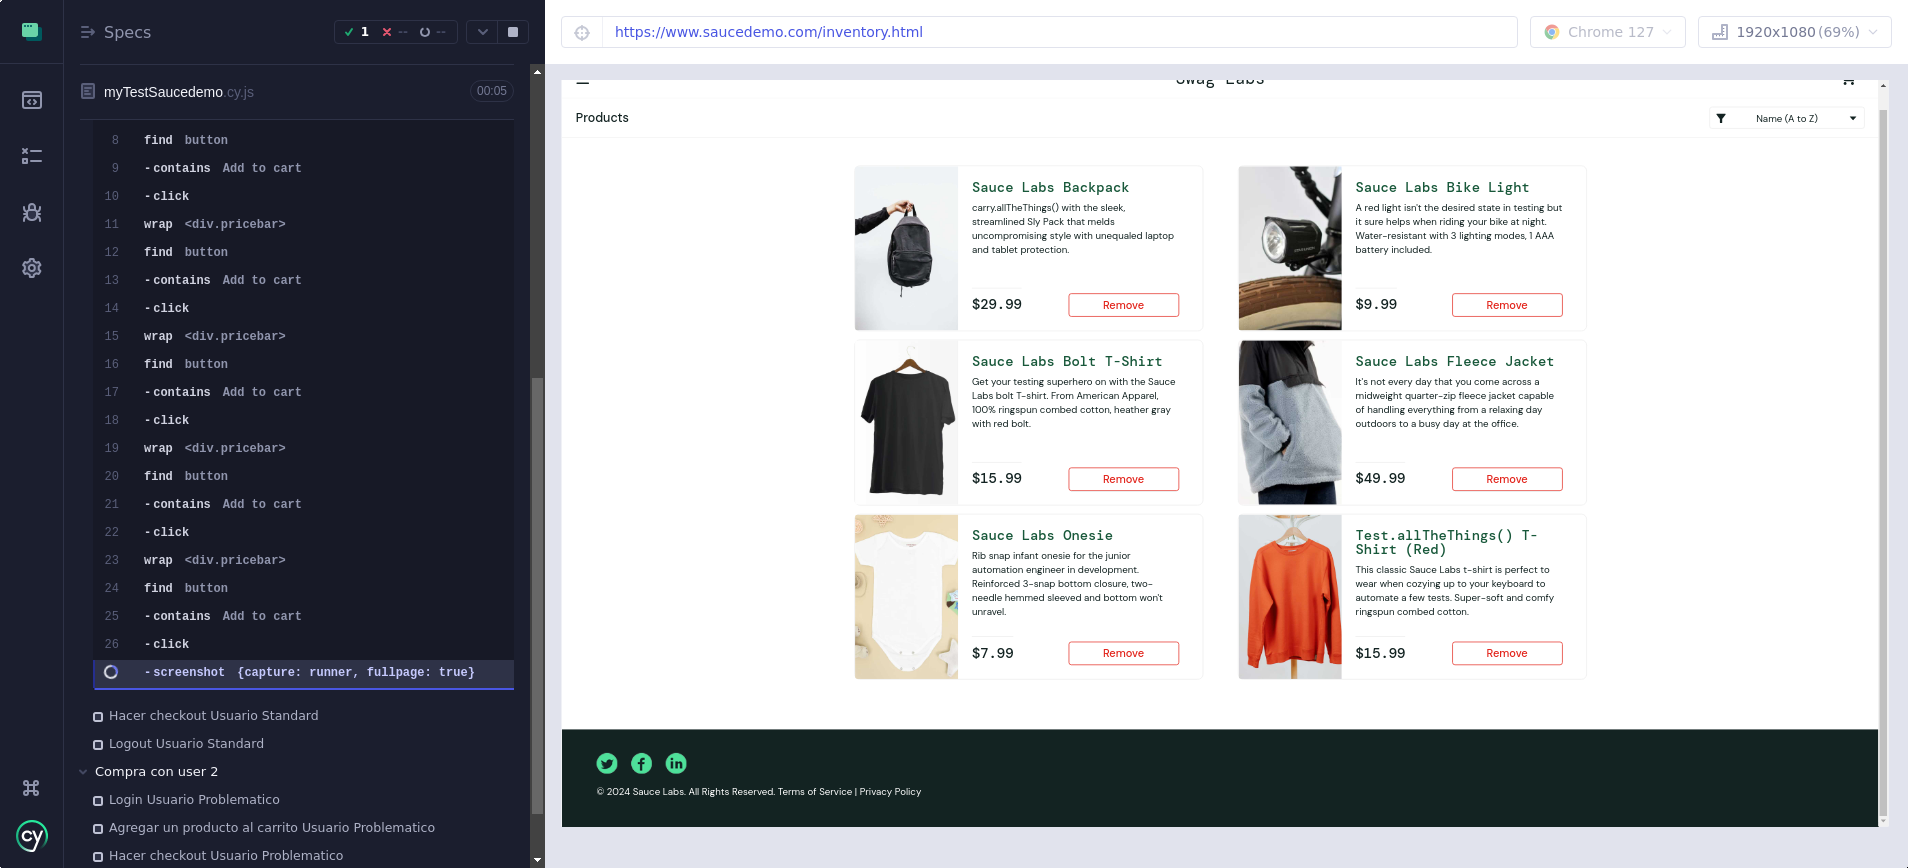 Specs
1
--
--
myTestSaucedemo.cy.js
00:05
8 find button
9 -contains Add to cart
10 -click
11 wrap <div.pricebar>
12 find button
13 -contains Add to cart
14 -click
15 wrap <div.pricebar>
16 find button
17 -contains Add to cart
18 -click
19 wrap <div.pricebar>
20 find button
21 -contains Add to cart
22 -click
23 wrap <div.pricebar>
24 find button
25 -contains Add to cart
26 -click
-screenshot {capture: runner, fullpage: true}
Hacer checkout Usuario Standard
Logout Usuario Standard
Compra con user 2
Login Usuario Problematico
Agregar un producto al carrito Usuario Problematico
Hacer checkout Usuario Problematico
cy
https://www.saucedemo.com/inventory.html
Chrome 127
1920x1080 (69%)
Swag Labs
Products
Name (A to Z)
Sauce Labs Backpack
carry.allTheThings() with the sleek,
streamlined Sly Pack that melds
uncompromising style with unequaled laptop
and tablet protection.
$29.99
Remove
Sauce Labs Bike Light
A red light isn't the desired state in testing but
it sure helps when riding your bike at night.
Water-resistant with 3 lighting modes, 1 AAA
battery included.
$9.99
Remove
Sauce Labs Bolt T-Shirt
Get your testing superhero on with the Sauce
Labs bolt T-shirt. From American Apparel,
100% ringspun combed cotton, heather gray
with red bolt.
$15.99
Remove
Sauce Labs Fleece Jacket
It's not every day that you come across a
midweight quarter-zip fleece jacket capable
of handling everything from a relaxing day
outdoors to a busy day at the office.
$49.99
Remove
Sauce Labs Onesie
Rib snap infant onesie for the junior
automation engineer in development.
Reinforced 3-snap bottom closure, two-
needle hemmed sleeved and bottom won't
unravel.
$7.99
Remove
Test.allTheThings() T-
Shirt (Red)
This classic Sauce Labs t-shirt is perfect to
wear when cozying up to your keyboard to
automate a few tests. Super-soft and comfy
ringspun combed cotton.
$15.99
Remove
© 2024 Sauce Labs. All Rights Reserved. Terms of Service | Privacy Policy